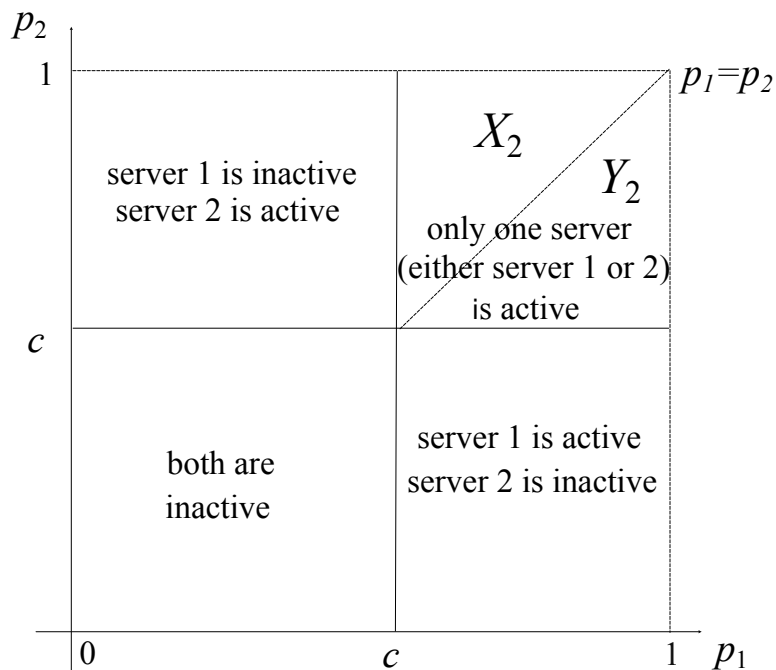 p₂
1
p₁=p₂
X₂
Y₂
server 1 is inactive
server 2 is active
only one server
(either server 1 or 2)
is active
c
server 1 is active
server 2 is inactive
both are
inactive
0
c
1
p₁